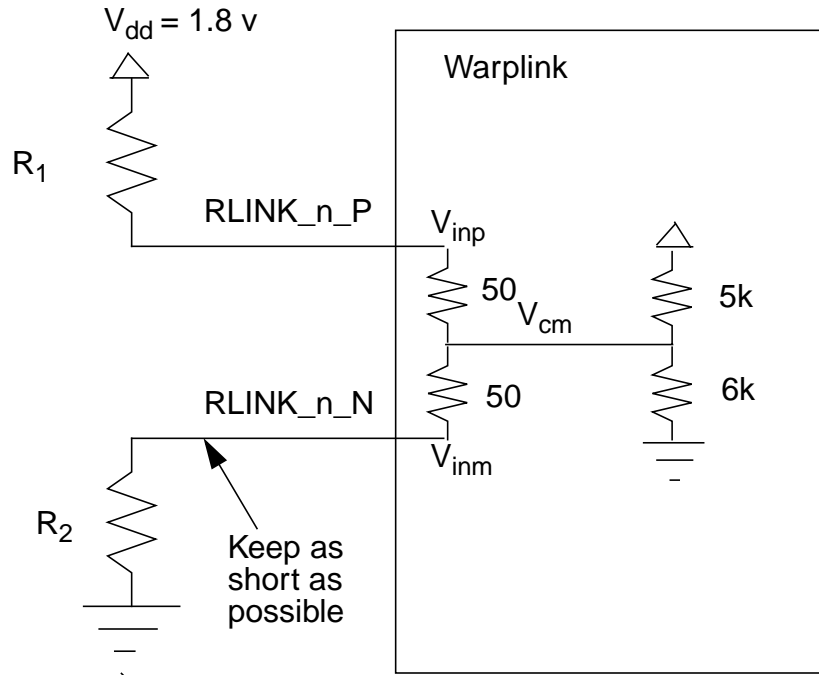 V_dd = 1.8 v
Warplink
R_1
RLINK_n_P
V_inp
50
V_cm
5k
RLINK_n_N
50
6k
V_inm
R_2
Keep as
short as
possible